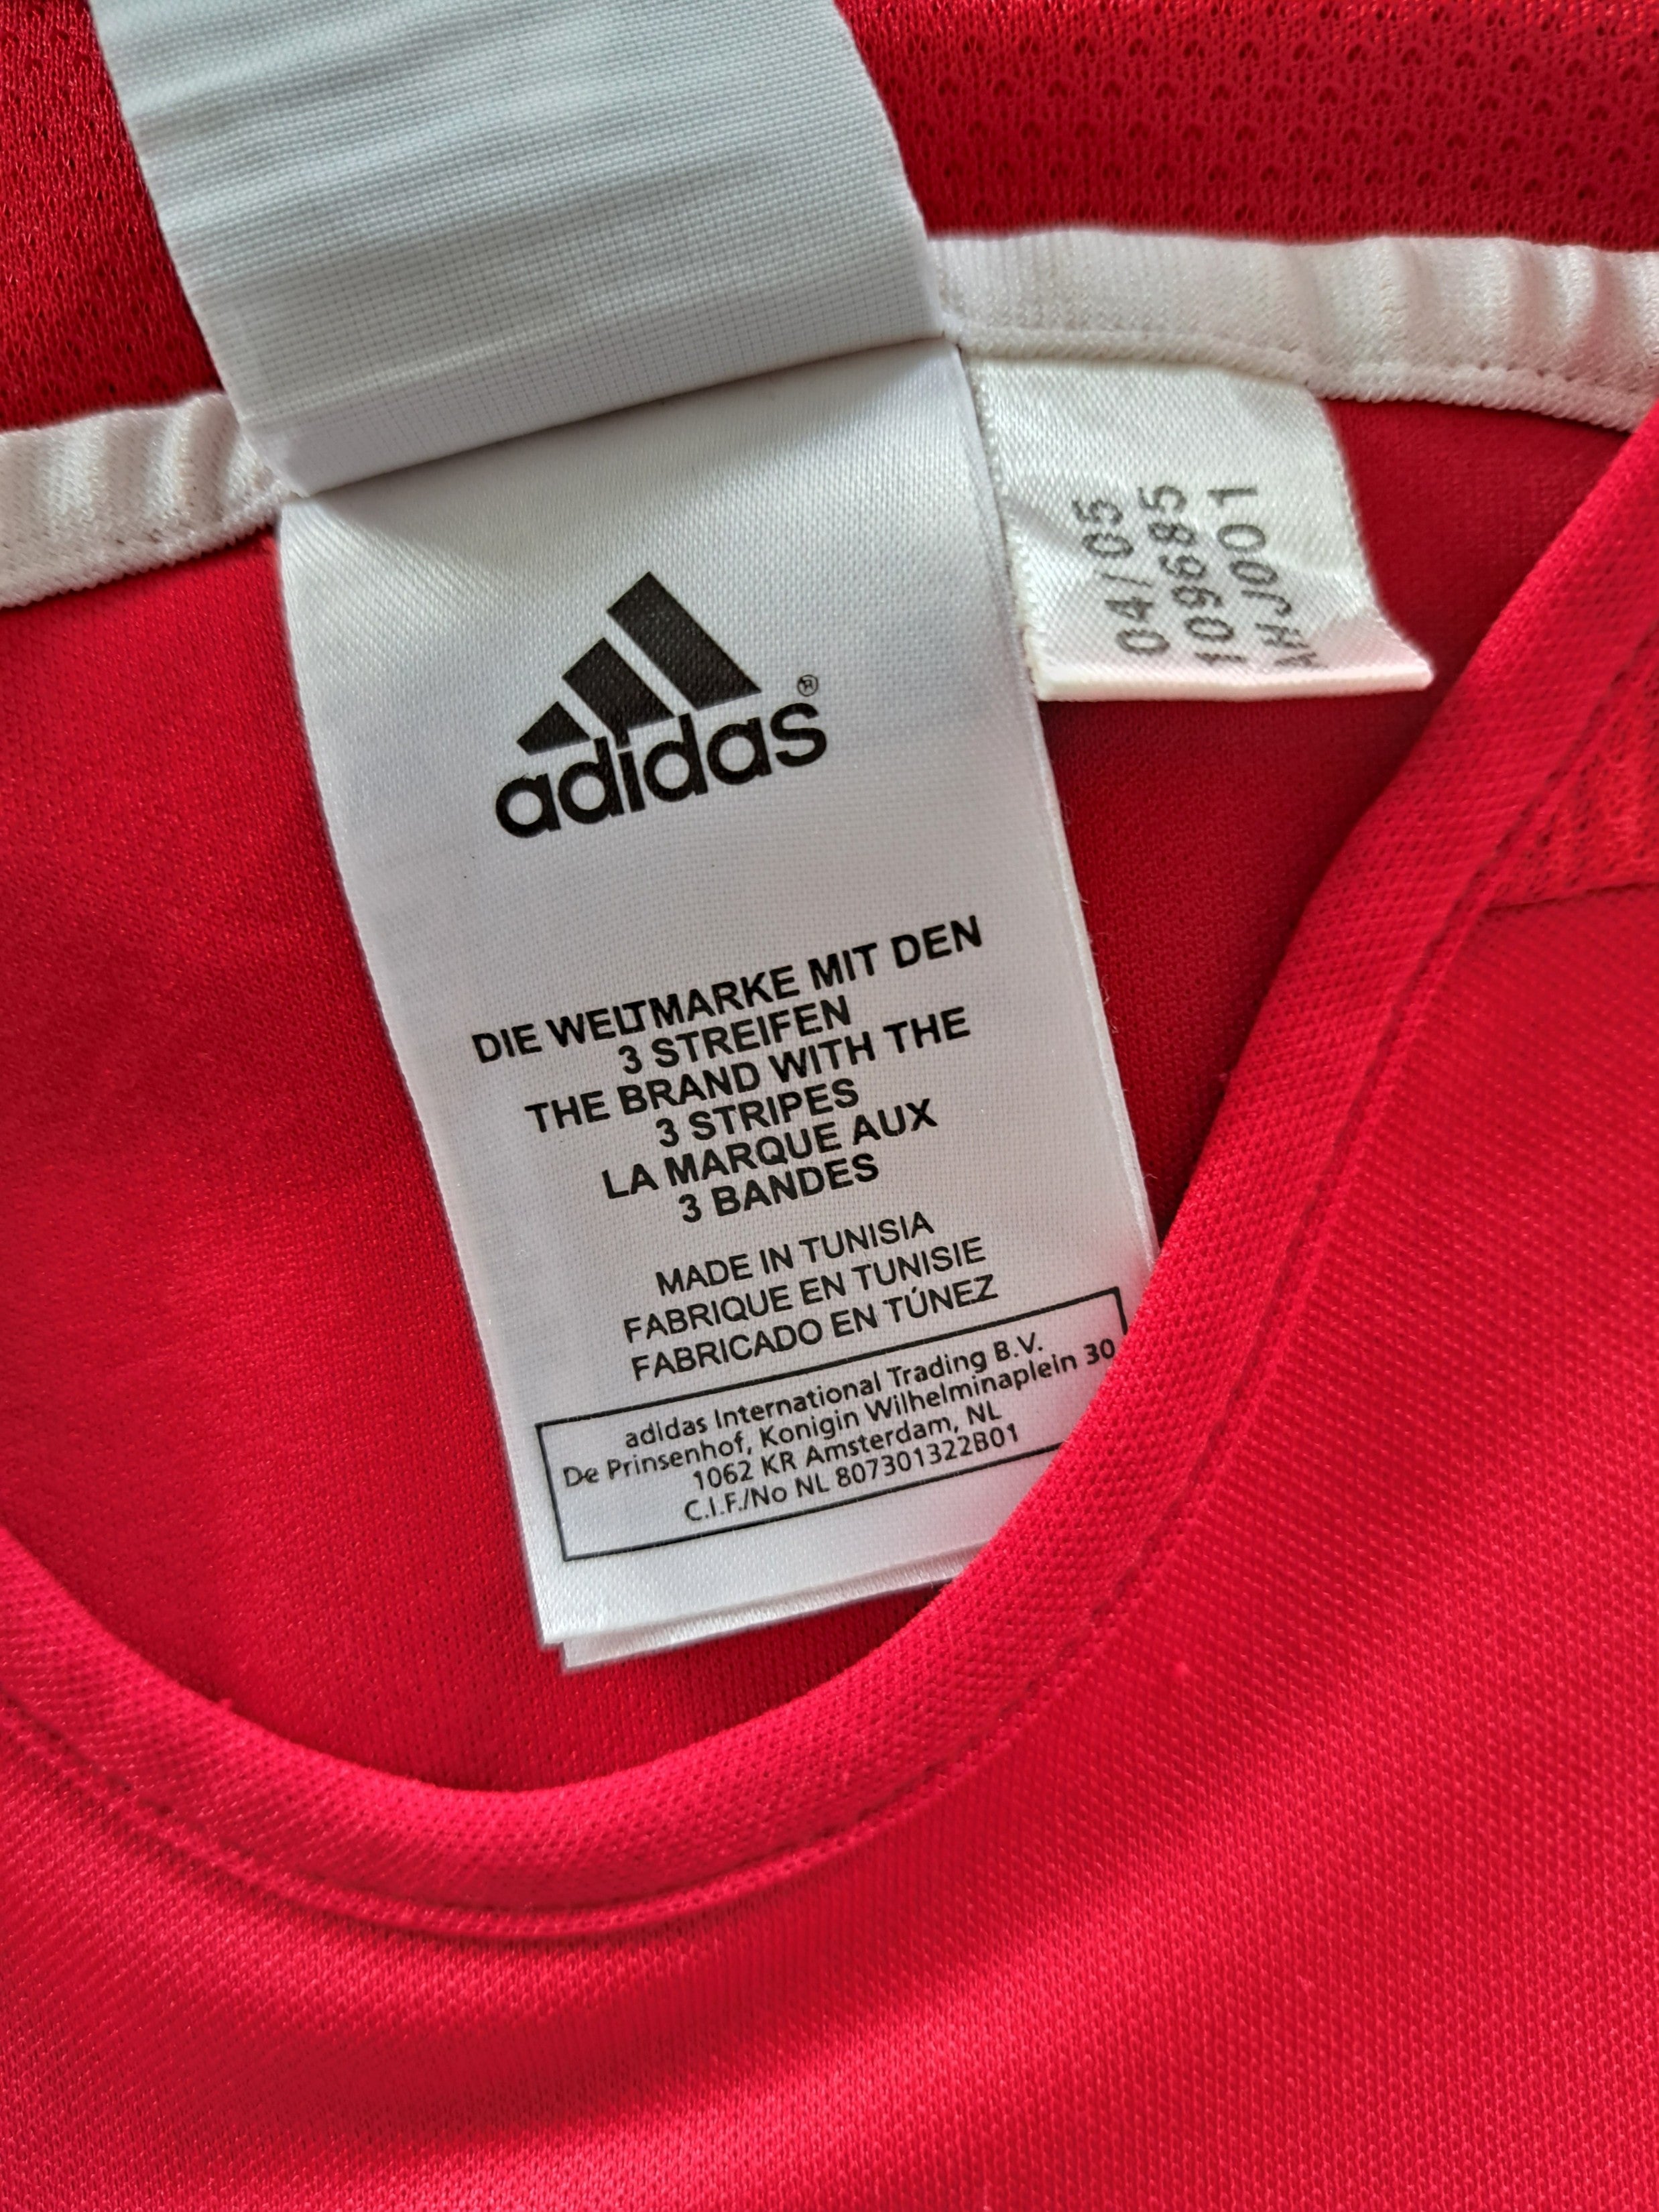 adidas®
DIE WELTMARKE MIT DEN
3 STREIFEN
THE BRAND WITH THE
3 STRIPES
LA MARQUE AUX
3 BANDES
MADE IN TUNISIA
FABRIQUE EN TUNISIE
FABRICADO EN TÚNEZ
adidas International Trading B.V.
De Prinsenhof, Konigin Wilhelminaplein 30
1062 KR Amsterdam, NL
C.I.F./No NL 807301322B01
04/05
109685